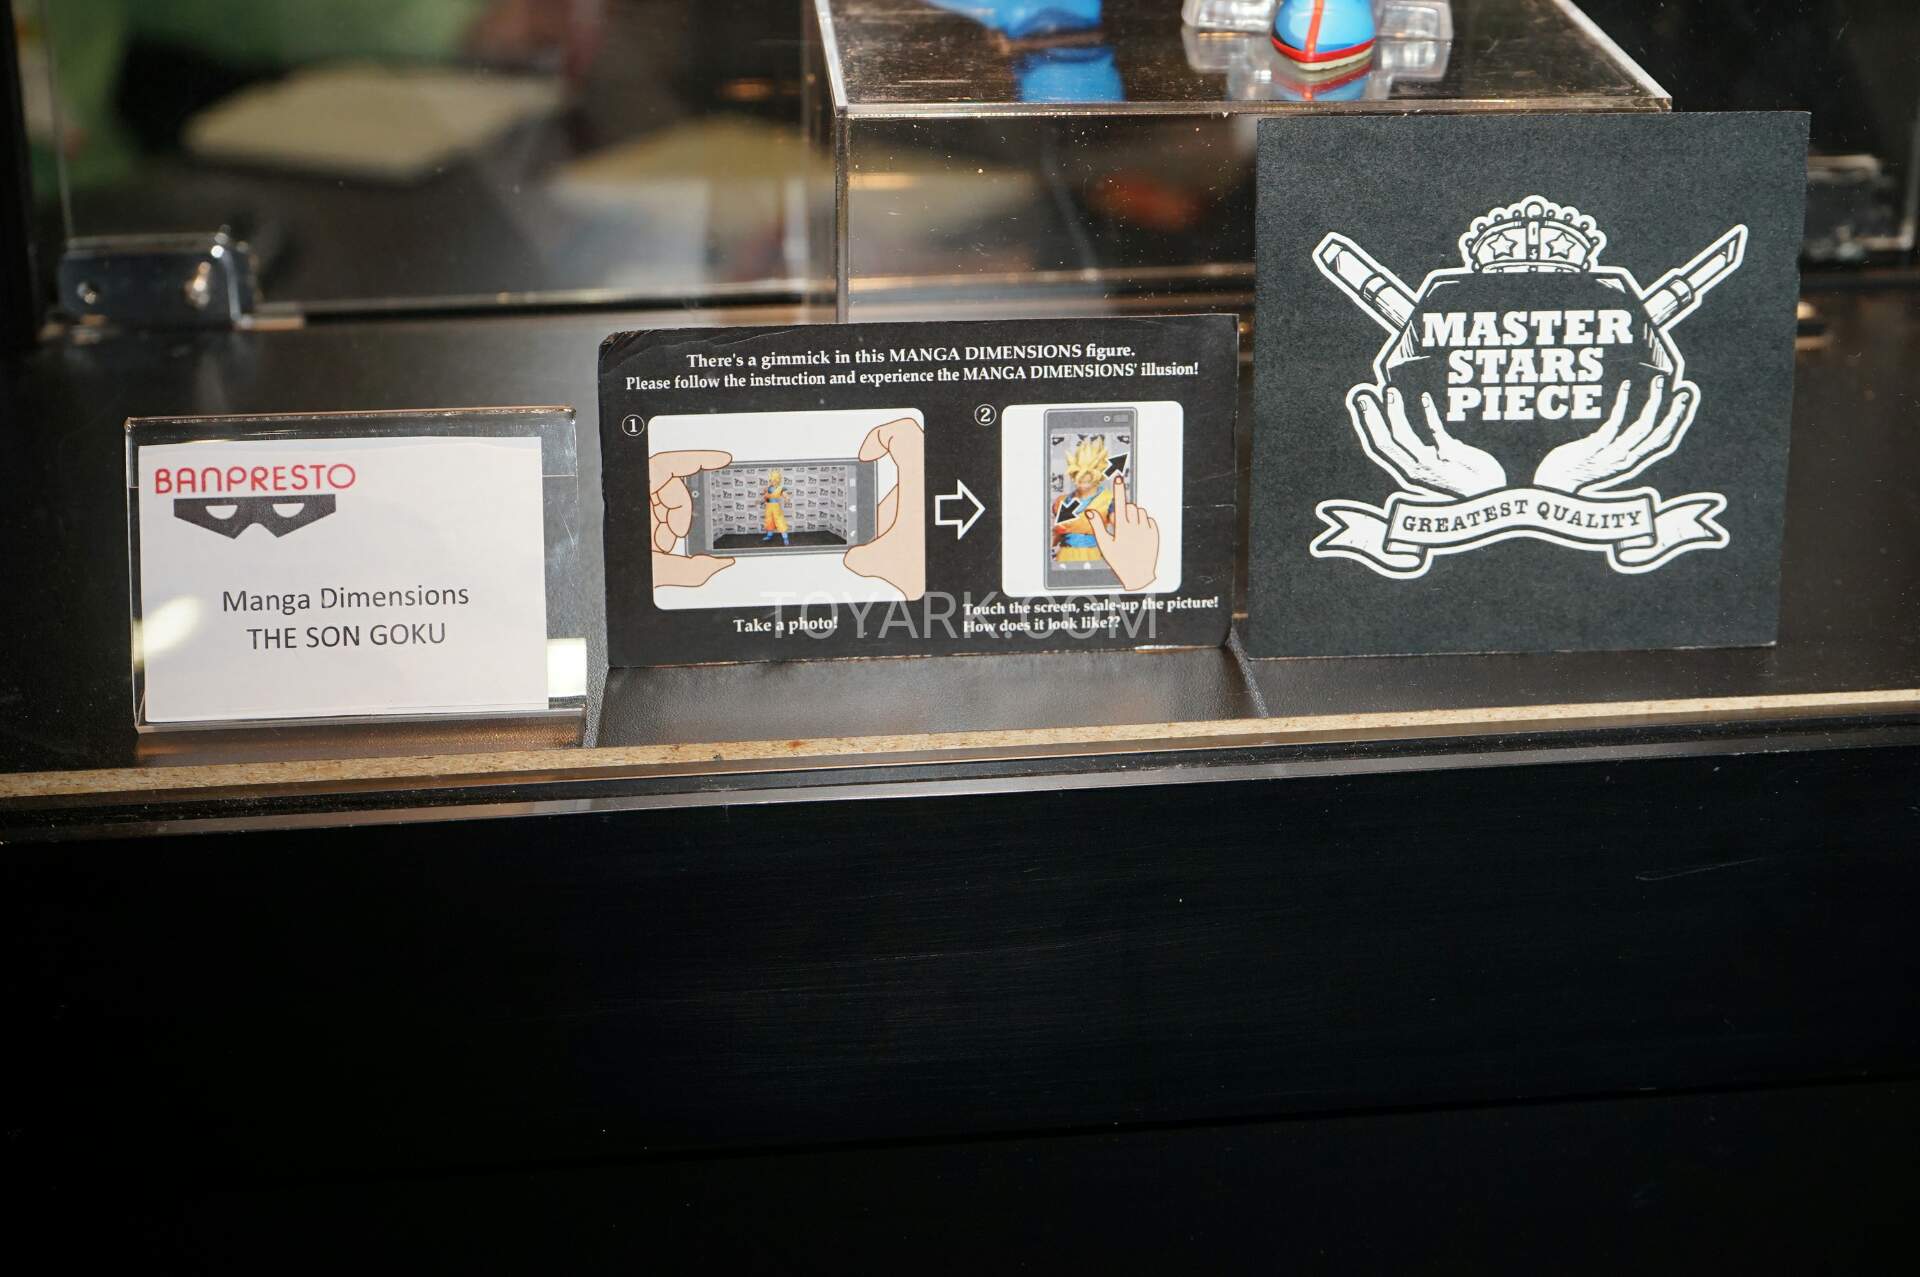 BANPRESTO
Manga Dimensions
THE SON GOKU
There's a gimmick in this MANGA DIMENSIONS figure.
Please follow the instruction and experience the MANGA DIMENSIONS' illusion!
①
②
Take a photo!
Touch the screen, scale-up the picture!
How does it look like??
MASTER
STARS
PIECE
GREATEST QUALITY
TOYARK.COM